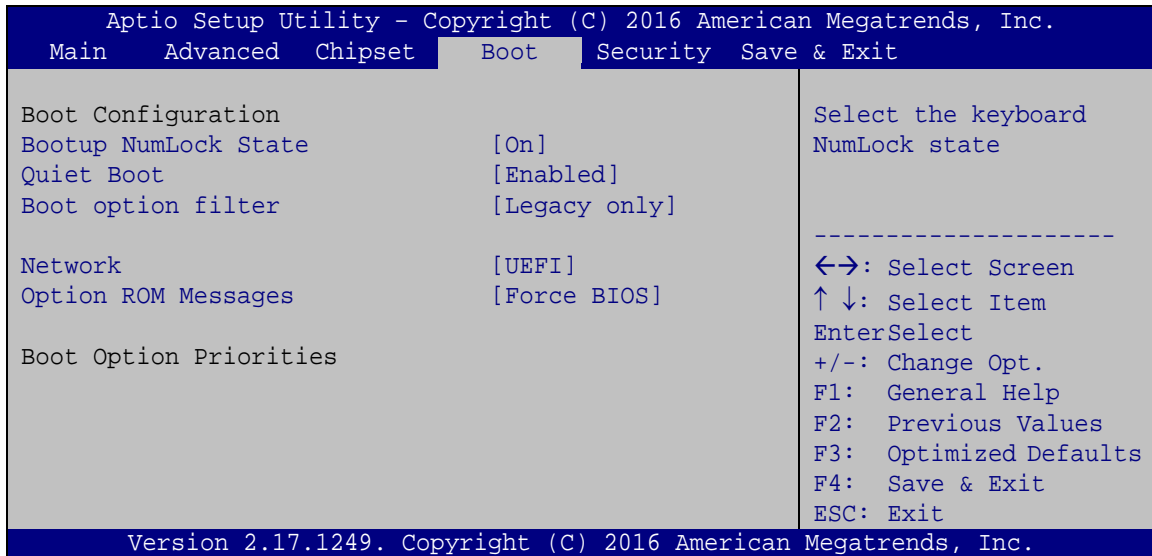 Aptio Setup Utility – Copyright (C) 2016 American Megatrends, Inc.
Main Advanced Chipset Boot Security Save & Exit
Boot Configuration
Bootup NumLock State [On]
Quiet Boot [Enabled]
Boot option filter [Legacy only]
Network [UEFI]
Option ROM Messages [Force BIOS]
Boot Option Priorities
Select the keyboard
NumLock state
---------------------
←→: Select Screen
↑ ↓: Select Item
EnterSelect
+/-: Change Opt.
F1: General Help
F2: Previous Values
F3: Optimized Defaults
F4: Save & Exit
ESC: Exit
Version 2.17.1249. Copyright (C) 2016 American Megatrends, Inc.